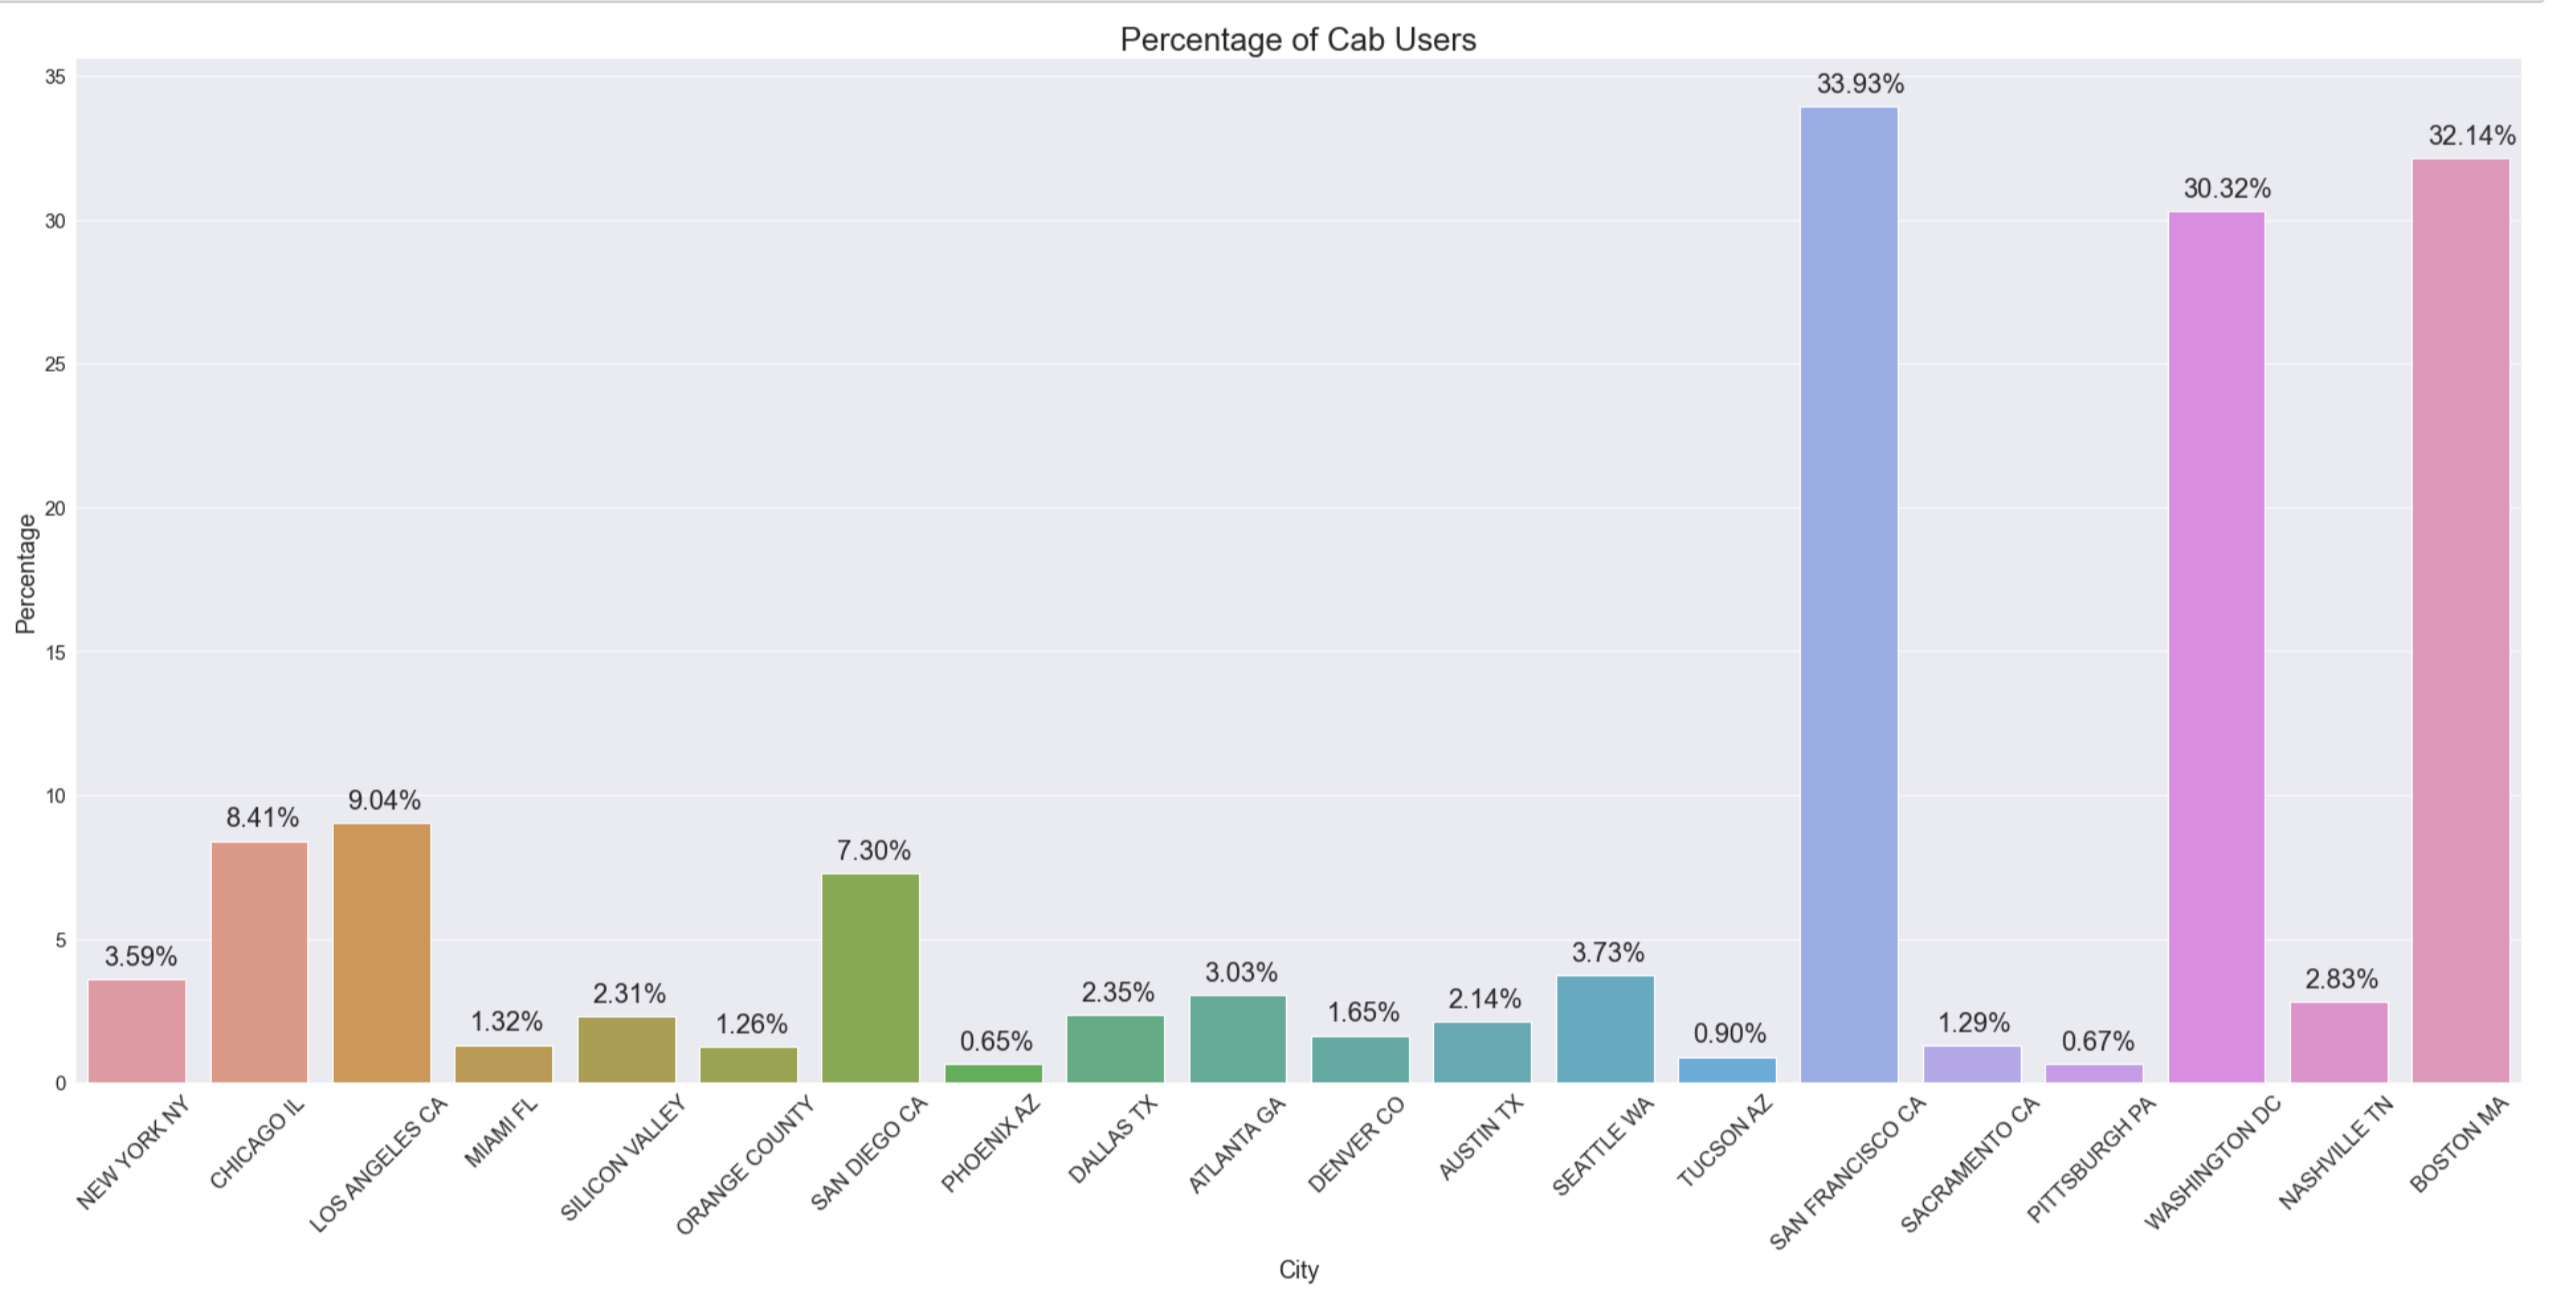 Percentage of Cab Users
Percentage
35
30
25
20
15
10
5
0
3.59%
8.41%
9.04%
1.32%
2.31%
1.26%
7.30%
0.65%
2.35%
3.03%
1.65%
2.14%
3.73%
0.90%
33.93%
1.29%
0.67%
30.32%
2.83%
32.14%
NEW YORK NY
CHICAGO IL
LOS ANGELES CA
MIAMI FL
SILICON VALLEY
ORANGE COUNTY
SAN DIEGO CA
PHOENIX AZ
DALLAS TX
ATLANTA GA
DENVER CO
AUSTIN TX
SEATTLE WA
TUCSON AZ
SAN FRANCISCO CA
SACRAMENTO CA
PITTSBURGH PA
WASHINGTON DC
NASHVILLE TN
BOSTON MA
City